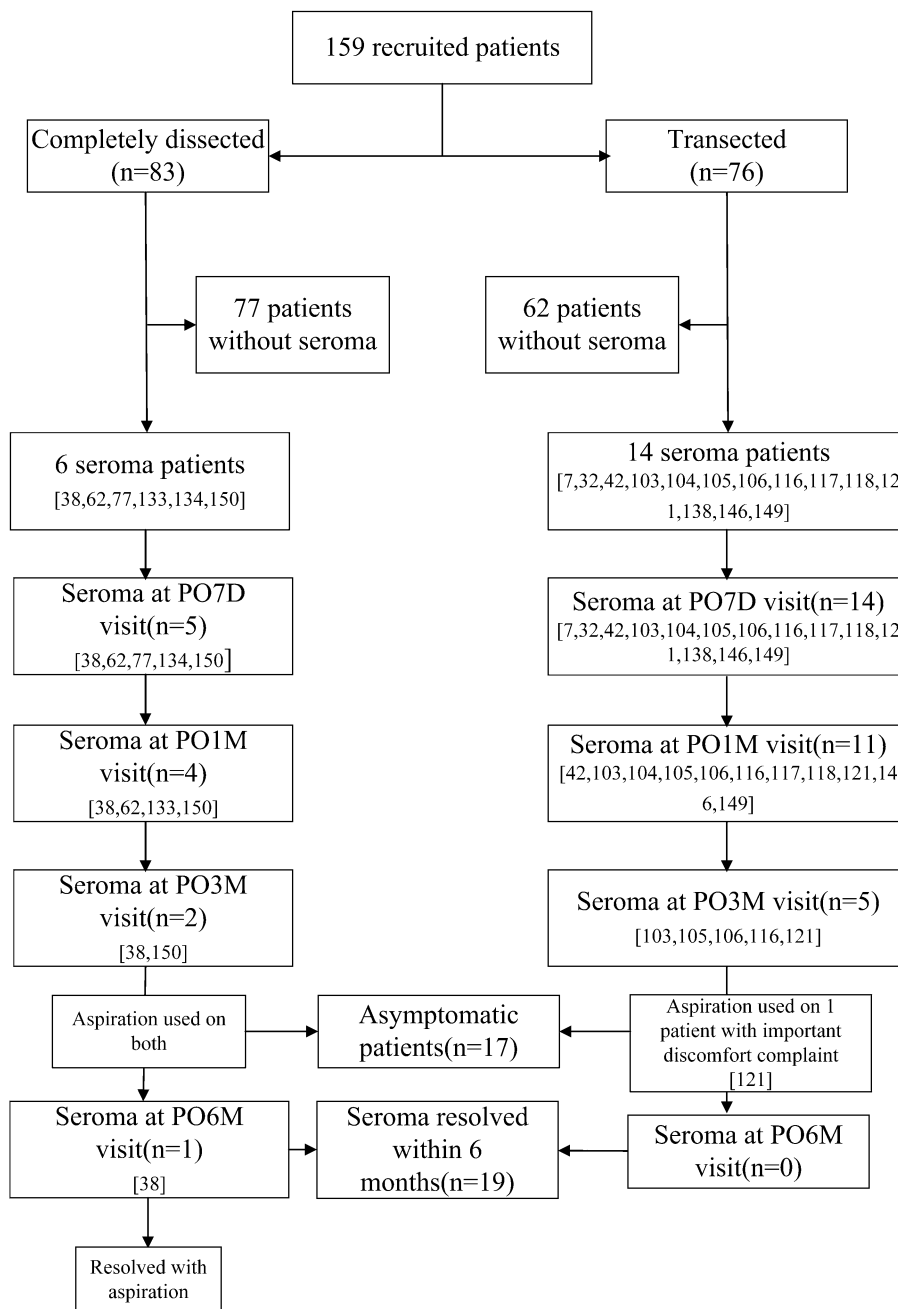 159 recruited patients
Completely dissected
(n=83)
Transected
(n=76)
77 patients
without seroma
62 patients
without seroma
6 seroma patients
[38,62,77,133,134,150]
14 seroma patients
[7,32,42,103,104,105,106,116,117,118,12
1,138,146,149]
Seroma at PO7D
visit(n=5)
[38,62,77,134,150]
Seroma at PO7D visit(n=14)
[7,32,42,103,104,105,106,116,117,118,12
1,138,146,149]
Seroma at PO1M
visit(n=4)
[38,62,133,150]
Seroma at PO1M visit(n=11)
[42,103,104,105,106,116,117,118,121,14
6,149]
Seroma at PO3M
visit(n=2)
[38,150]
Seroma at PO3M visit(n=5)
[103,105,106,116,121]
Aspiration used on
both
Asymptomatic
patients(n=17)
Aspiration used on 1
patient with important
discomfort complaint
[121]
Seroma at PO6M
visit(n=1)
[38]
Seroma resolved
within 6
months(n=19)
Seroma at PO6M
visit(n=0)
Resolved with
aspiration